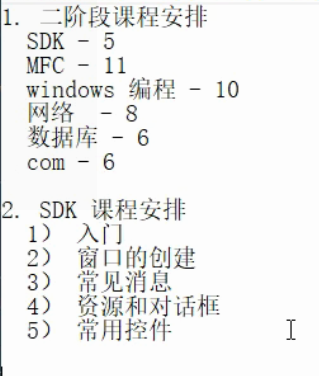 1. 二阶段课程安排
SDK - 5
MFC - 11
windows 编程 - 10
网络 - 8
数据库 - 6
com - 6
2. SDK 课程安排
1） 入门
2） 窗口的创建
3） 常见消息
4） 资源和对话框
5） 常用控件